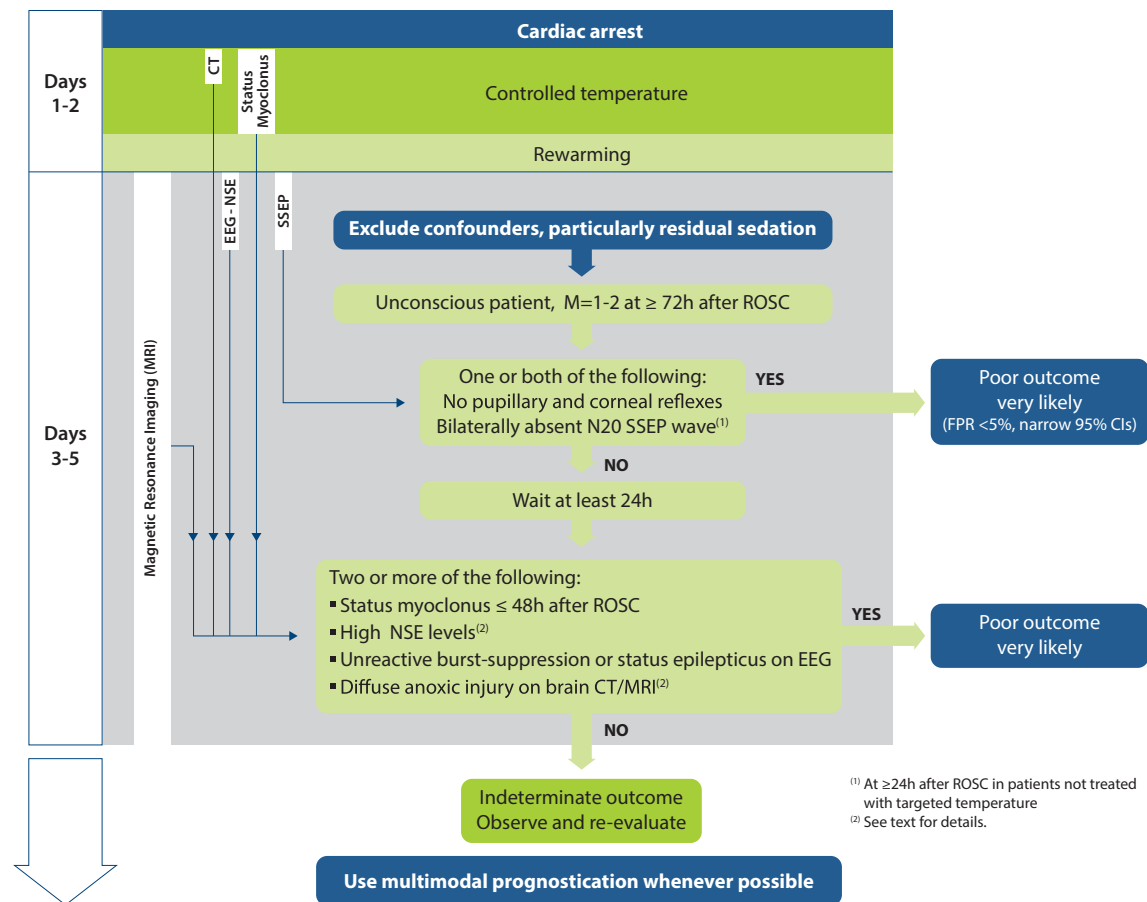 Cardiac arrest
Days
1-2
CT
Status
Myoclonus
Controlled temperature
Rewarming
Days
3-5
Magnetic Resonance Imaging (MRI)
EEG - NSE
SSEP
Exclude confounders, particularly residual sedation
Unconscious patient, M=1-2 at ≥ 72h after ROSC
One or both of the following:
No pupillary and corneal reflexes
Bilaterally absent N20 SSEP wave(1)
YES
Poor outcome
very likely
(FPR <5%, narrow 95% CIs)
NO
Wait at least 24h
Two or more of the following:
▪ Status myoclonus ≤ 48h after ROSC
▪ High NSE levels(2)
▪ Unreactive burst-suppression or status epilepticus on EEG
▪ Diffuse anoxic injury on brain CT/MRI(2)
YES
Poor outcome
very likely
NO
Indeterminate outcome
Observe and re-evaluate
(1) At ≥24h after ROSC in patients not treated
with targeted temperature
(2) See text for details.
Use multimodal prognostication whenever possible